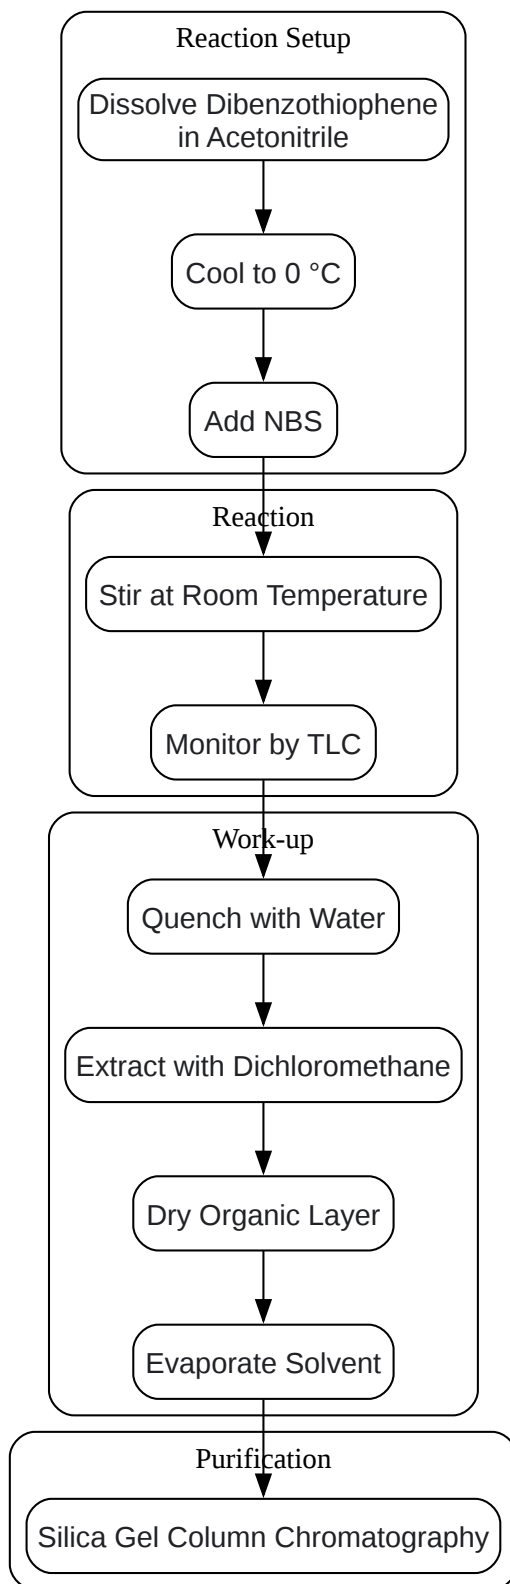 Reaction Setup
Dissolve Dibenzothiophene
in Acetonitrile
Cool to 0 °C
Add NBS
Reaction
Stir at Room Temperature
Monitor by TLC
Work-up
Quench with Water
Extract with Dichloromethane
Dry Organic Layer
Evaporate Solvent
Purification
Silica Gel Column Chromatography